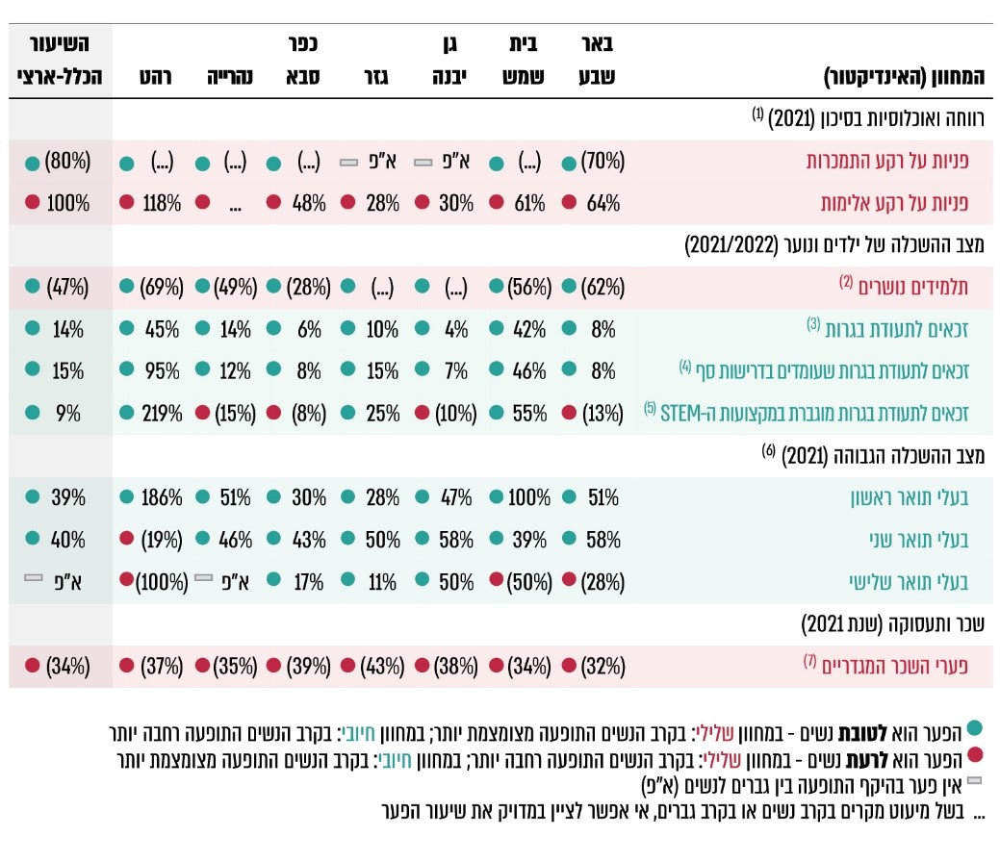 המחוון (האינדיקטור) באר שבע בית שמש גן יבנה גזר כפר סבא נהרייה רהט השיעור הכלל-ארצי
רווחה ואוכלוסיות בסיכון (2021) (1)
פניות על רקע התמכרות (70%) (...) א"פ א"פ (...) (...) (...) (80%)
פניות על רקע אלימות 64% 61% 30% 28% 48% ... 118% 100%
מצב ההשכלה של ילדים ונוער (2021/2022)
תלמידים נושרים (2) (62%) (56%) (...) (...) (28%) (49%) (69%) (47%)
זכאים לתעודת בגרות (3) 8% 42% 4% 10% 6% 14% 45% 14%
זכאים לתעודת בגרות שעומדים בדרישות סף (4) 8% 46% 7% 15% 8% 12% 95% 15%
זכאים לתעודת בגרות מוגברת במקצועות ה-STEM (5) (13%) 55% (10%) 25% (8%) (15%) 219% 9%
מצב ההשכלה הגבוהה (2021) (6)
בעלי תואר ראשון 51% 100% 47% 28% 30% 51% 186% 39%
בעלי תואר שני 58% 39% 58% 50% 43% 46% (19%) 40%
בעלי תואר שלישי (28%) (50%) 50% 11% 17% א"פ (100%) א"פ
שכר ותעסוקה (שנת 2021)
פערי השכר המגדריים (7) (32%) (34%) (38%) (43%) (39%) (35%) (37%) (34%)
הפער הוא לטובת נשים - במחוון שלילי: בקרב הנשים התופעה מצומצמת יותר; במחוון חיובי: בקרב הנשים התופעה רחבה יותר
הפער הוא לרעת נשים - במחוון שלילי: בקרב הנשים התופעה רחבה יותר; במחוון חיובי: בקרב הנשים התופעה מצומצמת יותר
אין פער בהיקף התופעה בין גברים לנשים (א"פ)
... בשל מיעוט מקרים בקרב נשים או בקרב גברים, אי אפשר לציין במדויק את שיעור הפער